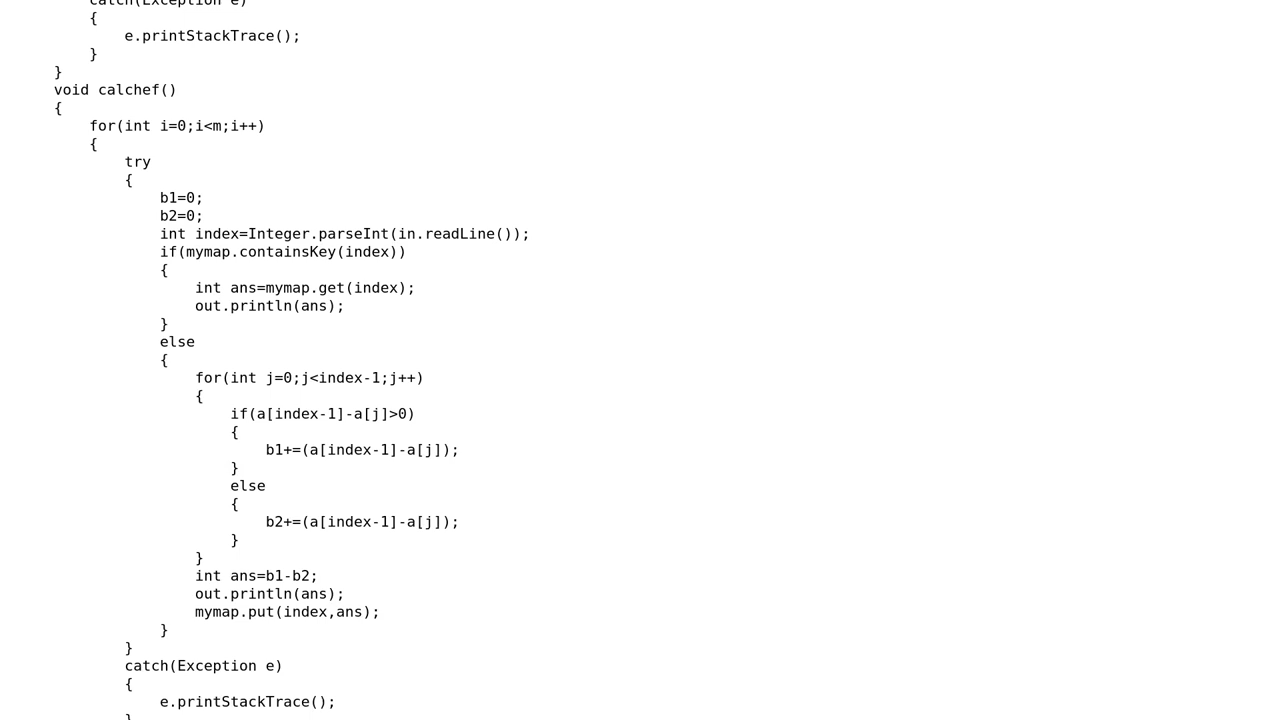 catch(Exception e)
{
e.printStackTrace();
}
}
void calchef()
{
for(int i=0;i<m;i++)
{
try
{
b1=0;
b2=0;
int index=Integer.parseInt(in.readLine());
if(mymap.containsKey(index))
{
int ans=mymap.get(index);
out.println(ans);
}
else
{
for(int j=0;j<index-1;j++)
{
if(a[index-1]-a[j]>0)
{
b1+=(a[index-1]-a[j]);
}
else
{
b2+=(a[index-1]-a[j]);
}
}
int ans=b1-b2;
out.println(ans);
mymap.put(index,ans);
}
}
catch(Exception e)
{
e.printStackTrace();
}